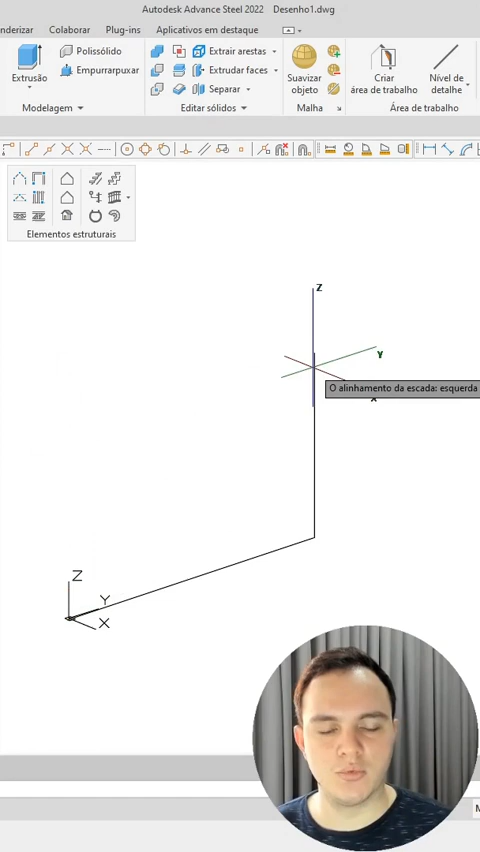 Autodesk Advance Steel 2022 Desenho1.dwg
nderizar Colaborar Plug-ins Aplicativos em destaque
Extrusão
Polissólido
Empurrarpuxar
Modelagem
Extrair arestas
Extrudar faces
Separar
Editar sólidos
Suavizar
objeto
Malha
Criar
área de trabalho
Nível de
detalhe
Área de trabalho
Elementos estruturais
Z
Y
O alinhamento da escada: esquerda
X
Z
Y
X
M